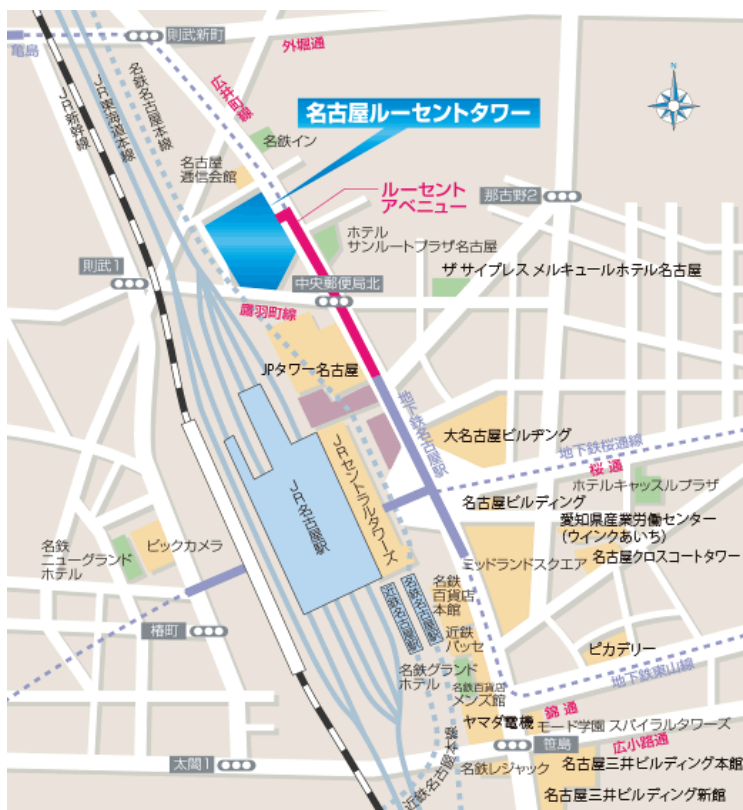 則武新町
外堀通
亀島
広井町線
名鉄名古屋本線
JR東海道本線
JR新幹線
名古屋ルーセントタワー
N
名鉄イン
名古屋
逓信会館
ルーセント
アベニュー
那古野2
ホテル
サンルートプラザ名古屋
則武1
ザ サイプレス メルキュールホテル名古屋
中央郵便局北
鷹羽町線
JPタワー名古屋
地下鉄名古屋駅
大名古屋ビルヂング
地下鉄桜通線
桜通
JRセントラルタワーズ
JR名古屋駅
ホテルキャッスルプラザ
名古屋ビルディング
愛知県産業労働センター
(ウインクあいち)
名鉄
ニューグランド
ホテル
ビックカメラ
ミッドランドスクエア
名古屋クロスコートタワー
名鉄
百貨店
本館
名鉄名古屋駅
近鉄名古屋駅
近鉄
パッセ
椿町
ピカデリー
名鉄グランド
ホテル
地下鉄東山線
名鉄百貨店
メンズ館
錦通
ヤマダ電機
モード学園 スパイラルタワーズ
笹島
広小路通
太閤1
近鉄名古屋本線
名鉄レジャック
名古屋三井ビルディング本館
名古屋三井ビルディング新館